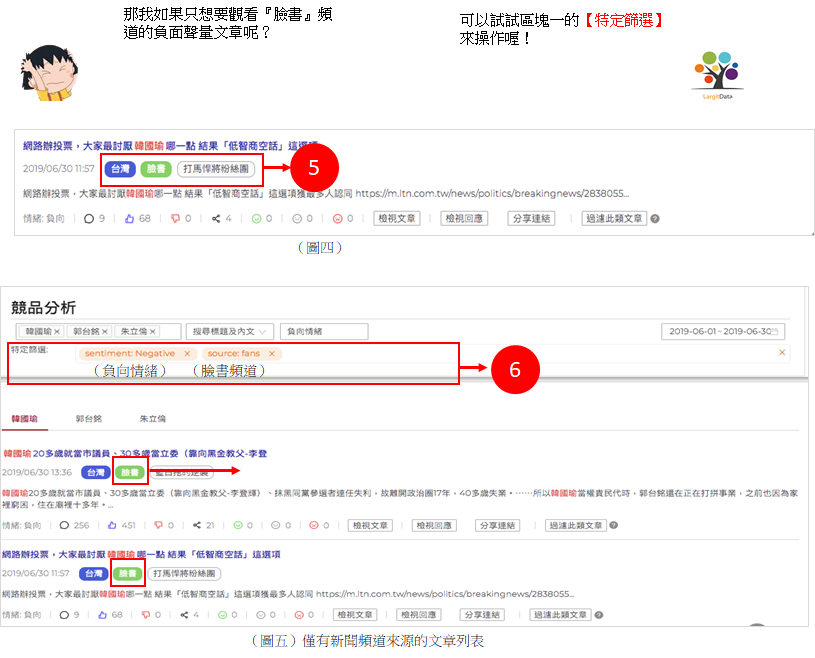 那我如果只想要觀看『臉書』頻
道的負面聲量文章呢？
可以試試區塊一的【特定篩選】
來操作喔！
LargitData
網路辦投票，大家最討厭韓國瑜哪一點 結果「低智商空話」這選項
2019/06/30 11:57 台灣 臉書 打馬悍將粉絲團
5
網路辦投票，大家最討厭韓國瑜哪一點 結果「低智商空話」這選項獲最多人認同 https://m.ltn.com.tw/news/politics/breakingnews/2838055...
情緒: 負向 9 68 0 4 0 0 0 檢視文章 檢視回應 分享連結 過濾此類文章
（圖四）
競品分析
韓國瑜 × 郭台銘 × 朱立倫 × 搜尋標題及內文 負向情緒 2019-06-01 ~ 2019-06-30
特定篩選: sentiment: Negative × source: fans × ×
（負向情緒） （臉書頻道）
6
韓國瑜 郭台銘 朱立倫
韓國瑜 20多歲就當市議員、30多歲當立委（靠向黑金教父-李登
2019/06/30 13:36 台灣 臉書
韓國瑜20多歲就當市議員、30多歲當立委（靠向黑金教父-李登輝）、抹黑同黨參選者連任失利，故離開政治圈17年，40多歲失業。⋯⋯所以韓國瑜當權貴民代時，郭台銘還在正在打拼事業，之前也因為家
裡窮困，住在廟裡十多年。...
情緒: 負向 256 451 0 21 0 0 0 檢視文章 檢視回應 分享連結 過濾此類文章
網路辦投票，大家最討厭 韓國瑜 哪一點 結果「低智商空話」這選項
2019/06/30 11:57 台灣 臉書 打馬悍將粉絲團
網路辦投票，大家最討厭韓國瑜哪一點 結果「低智商空話」這選項獲最多人認同 https://m.ltn.com.tw/news/politics/breakingnews/2838055...
情緒: 負向 9 68 0 4 0 0 0 檢視文章 檢視回應 分享連結 過濾此類文章
（圖五）僅有新聞頻道來源的文章列表